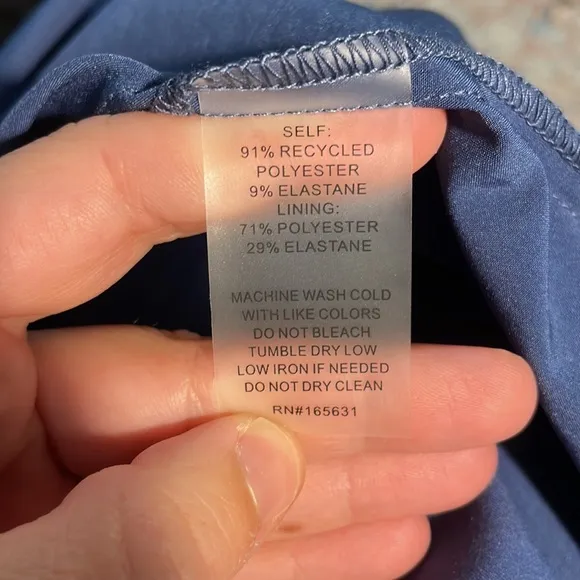 SELF:
91% RECYCLED
POLYESTER
9% ELASTANE
LINING:
71% POLYESTER
29% ELASTANE
MACHINE WASH COLD
WITH LIKE COLORS
DO NOT BLEACH
TUMBLE DRY LOW
LOW IRON IF NEEDED
DO NOT DRY CLEAN
RN#165631